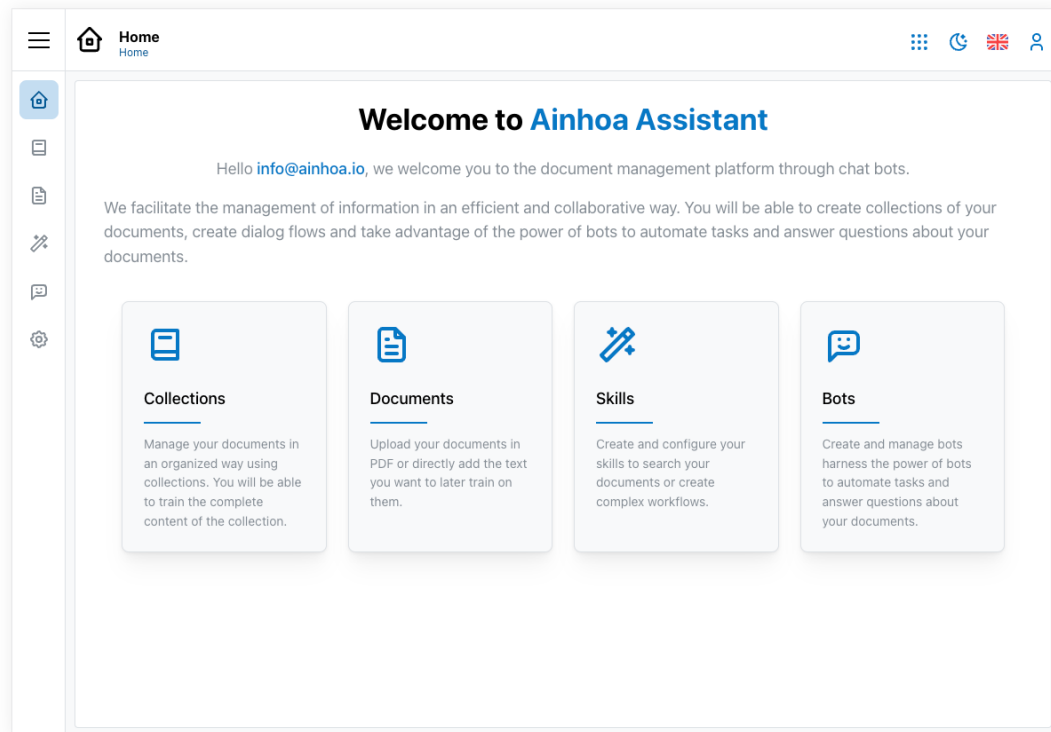 Home
Home
Welcome to Ainhoa Assistant
Hello info@ainhoa.io, we welcome you to the document management platform through chat bots.
We facilitate the management of information in an efficient and collaborative way. You will be able to create collections of your
documents, create dialog flows and take advantage of the power of bots to automate tasks and answer questions about your
documents.
Collections
Manage your documents in
an organized way using
collections. You will be able
to train the complete
content of the collection.
Documents
Upload your documents in
PDF or directly add the text
you want to later train on
them.
Skills
Create and configure your
skills to search your
documents or create
complex workflows.
Bots
Create and manage bots
harness the power of bots
to automate tasks and
answer questions about
your documents.